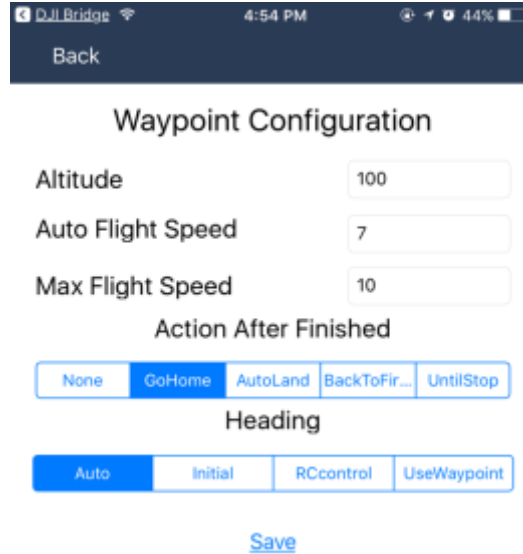 DJI Bridge 4:54 PM 44%
Back
Waypoint Configuration
Altitude 100
Auto Flight Speed 7
Max Flight Speed 10
Action After Finished
None GoHome AutoLand BackToFir... UntilStop
Heading
Auto Initial RCcontrol UseWaypoint
Save